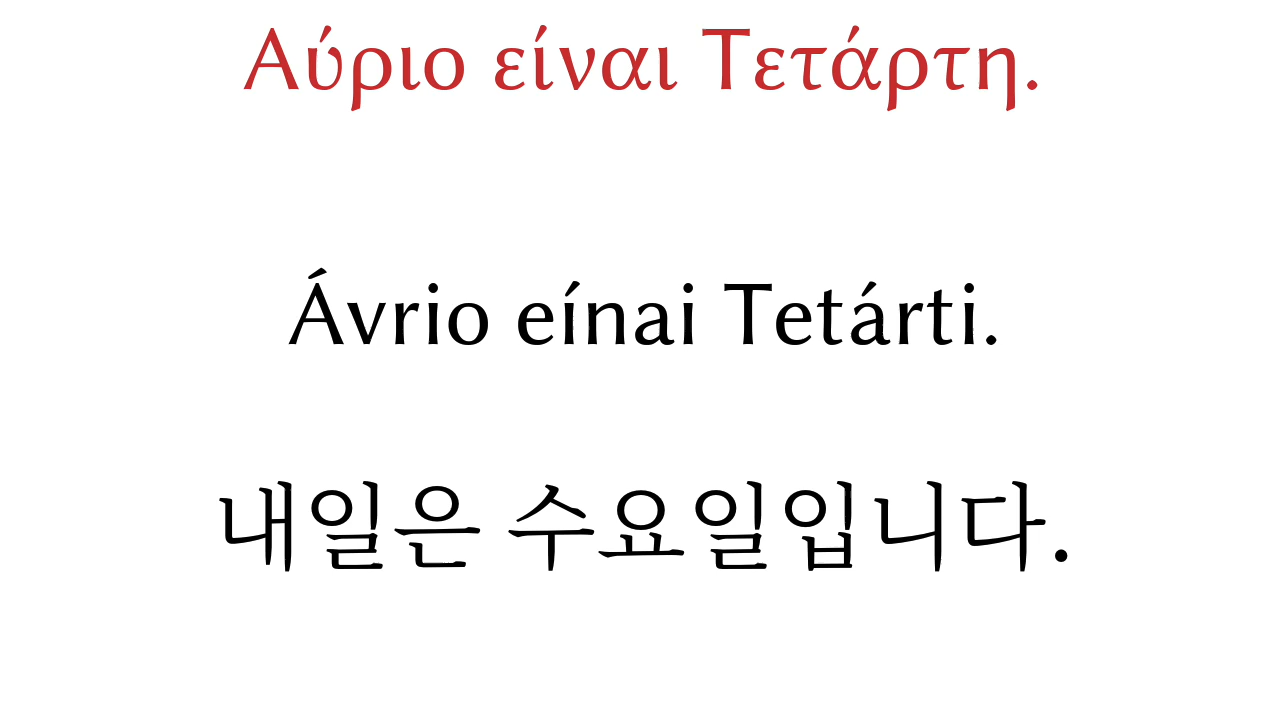 Αύριο είναι Τετάρτη.
Ávrio eínai Tetárti.
내일은 수요일입니다.